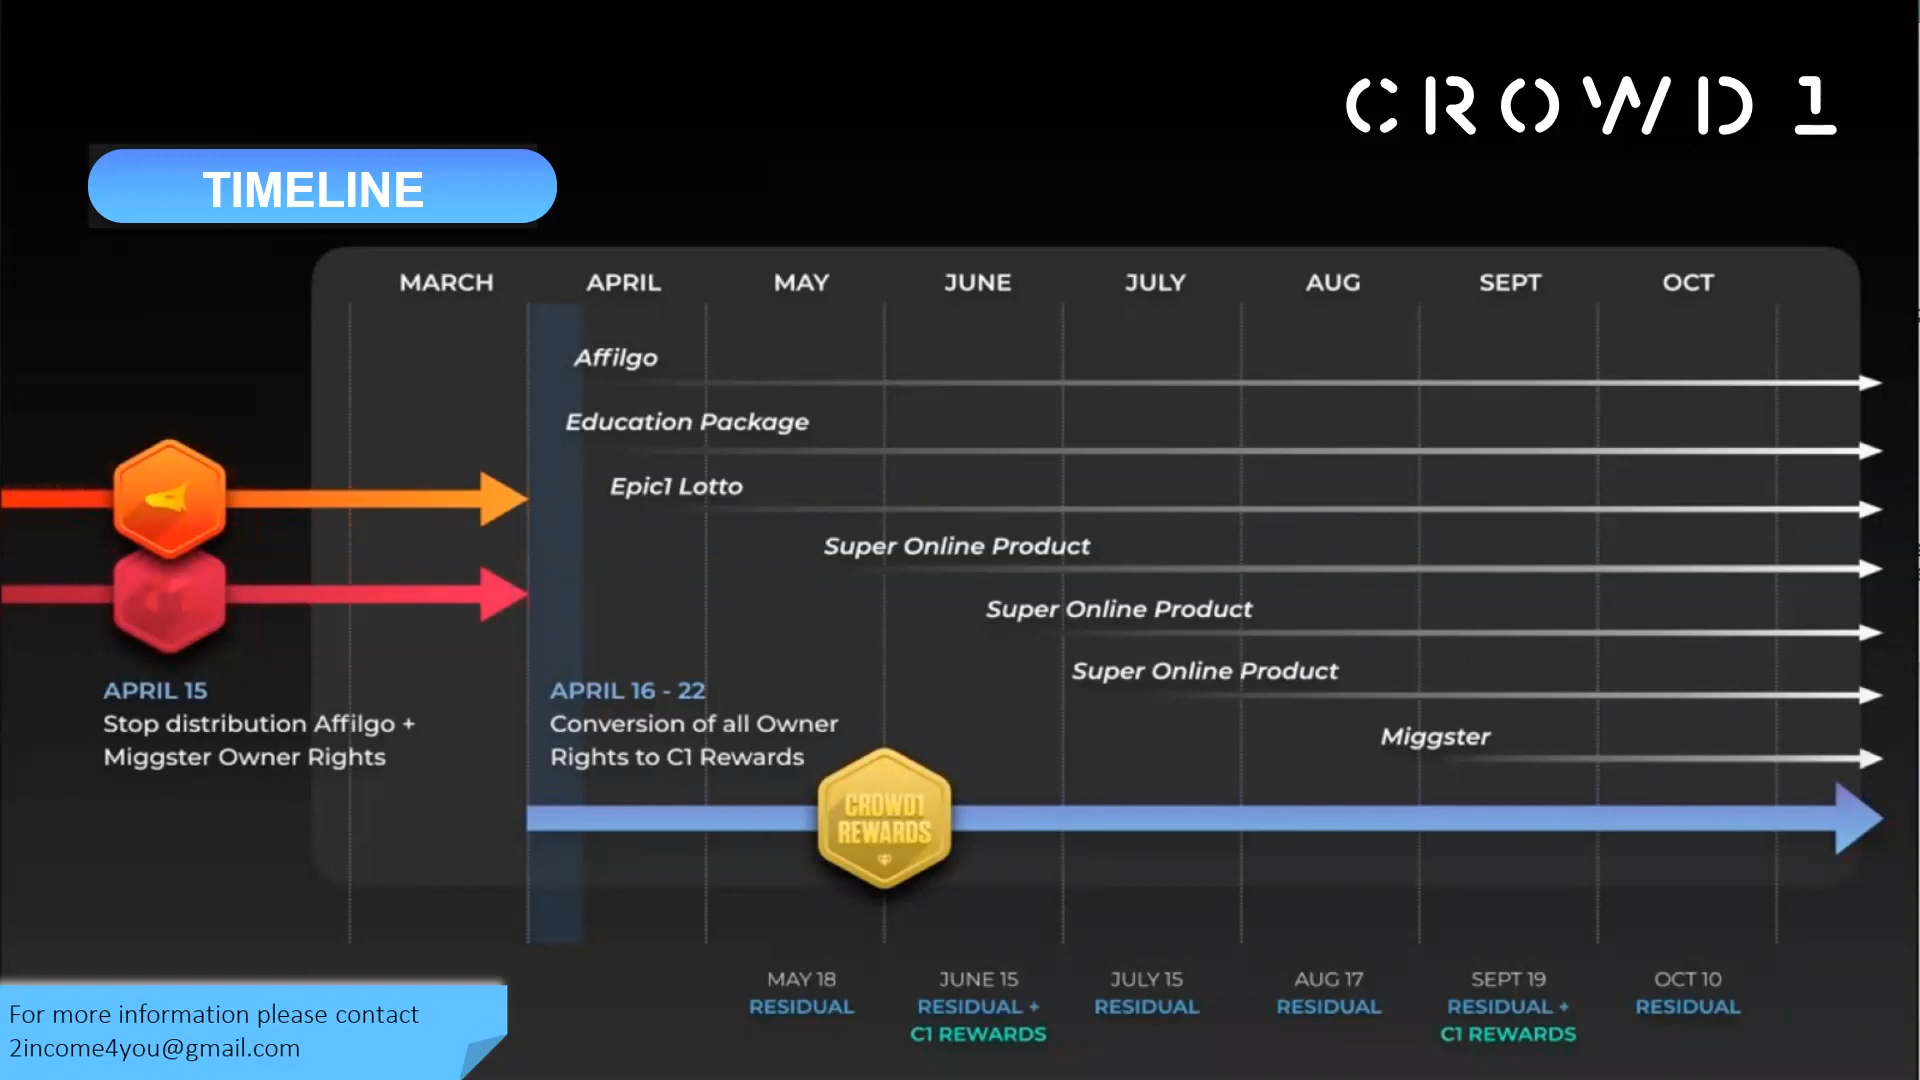 CROWD1
TIMELINE
MARCH APRIL MAY JUNE JULY AUG SEPT OCT
Affilgo
Education Package
Epic1 Lotto
Super Online Product
Super Online Product
Super Online Product
Miggster
APRIL 15
Stop distribution Affilgo +
Miggster Owner Rights
APRIL 16 - 22
Conversion of all Owner
Rights to C1 Rewards
CROWD1
REWARDS
MAY 18
RESIDUAL
JUNE 15
RESIDUAL +
C1 REWARDS
JULY 15
RESIDUAL
AUG 17
RESIDUAL
SEPT 19
RESIDUAL +
C1 REWARDS
OCT 10
RESIDUAL
For more information please contact
2income4you@gmail.com